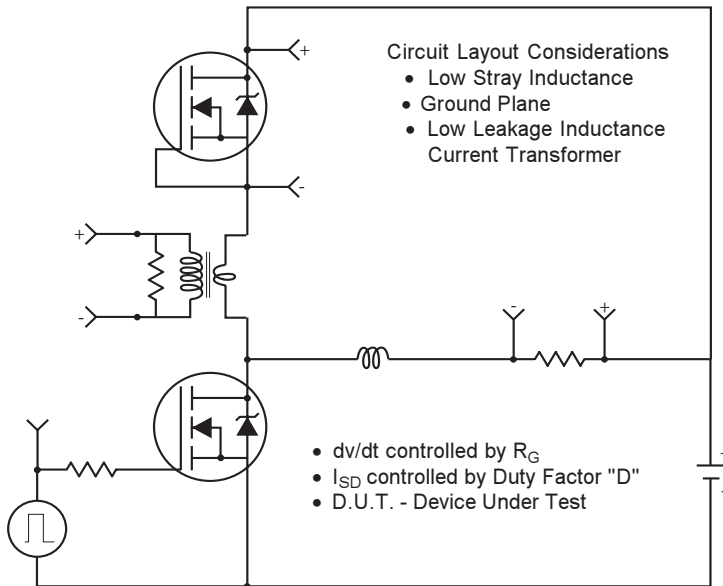 +
Circuit Layout Considerations
• Low Stray Inductance
• Ground Plane
• Low Leakage Inductance
Current Transformer
-
+
-
-
+
• dv/dt controlled by RG
• ISD controlled by Duty Factor "D"
• D.U.T. - Device Under Test